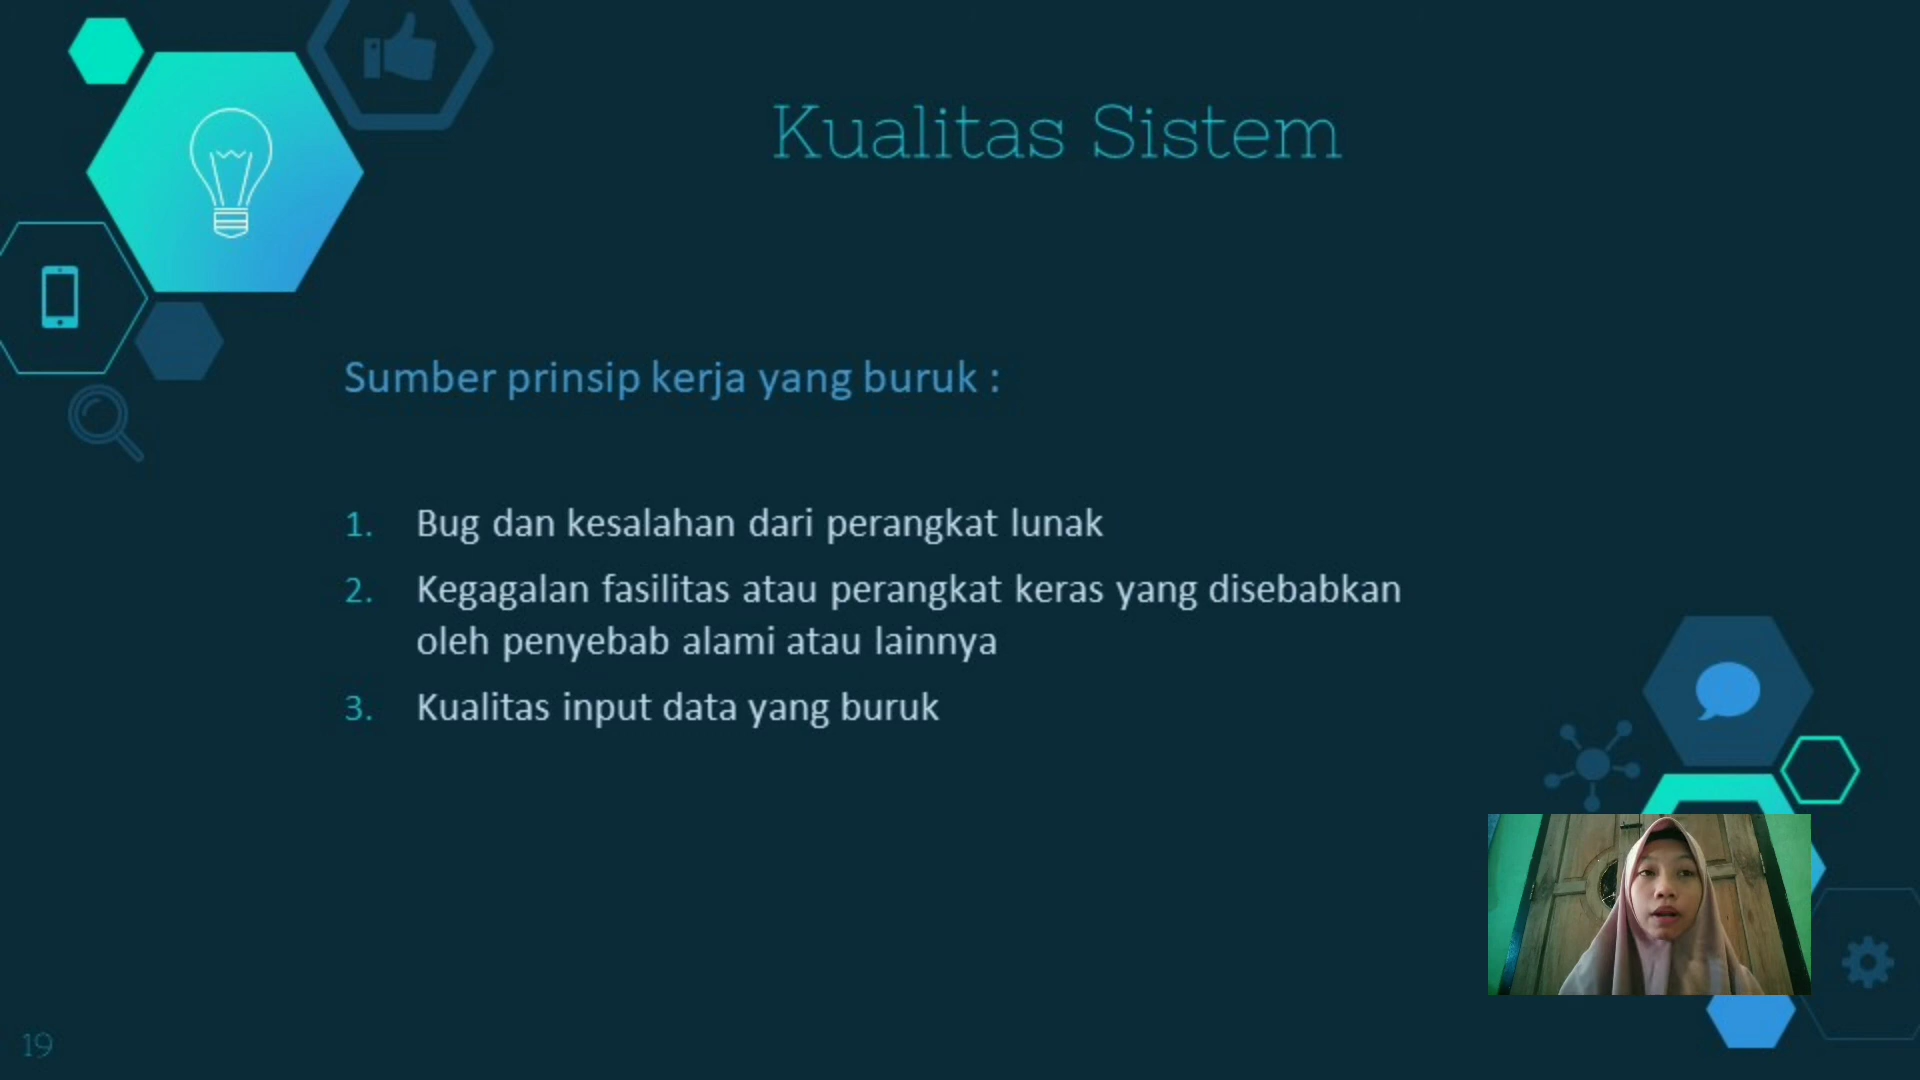 Kualitas Sistem
Sumber prinsip kerja yang buruk :
1. Bug dan kesalahan dari perangkat lunak
2. Kegagalan fasilitas atau perangkat keras yang disebabkan
oleh penyebab alami atau lainnya
3. Kualitas input data yang buruk
19